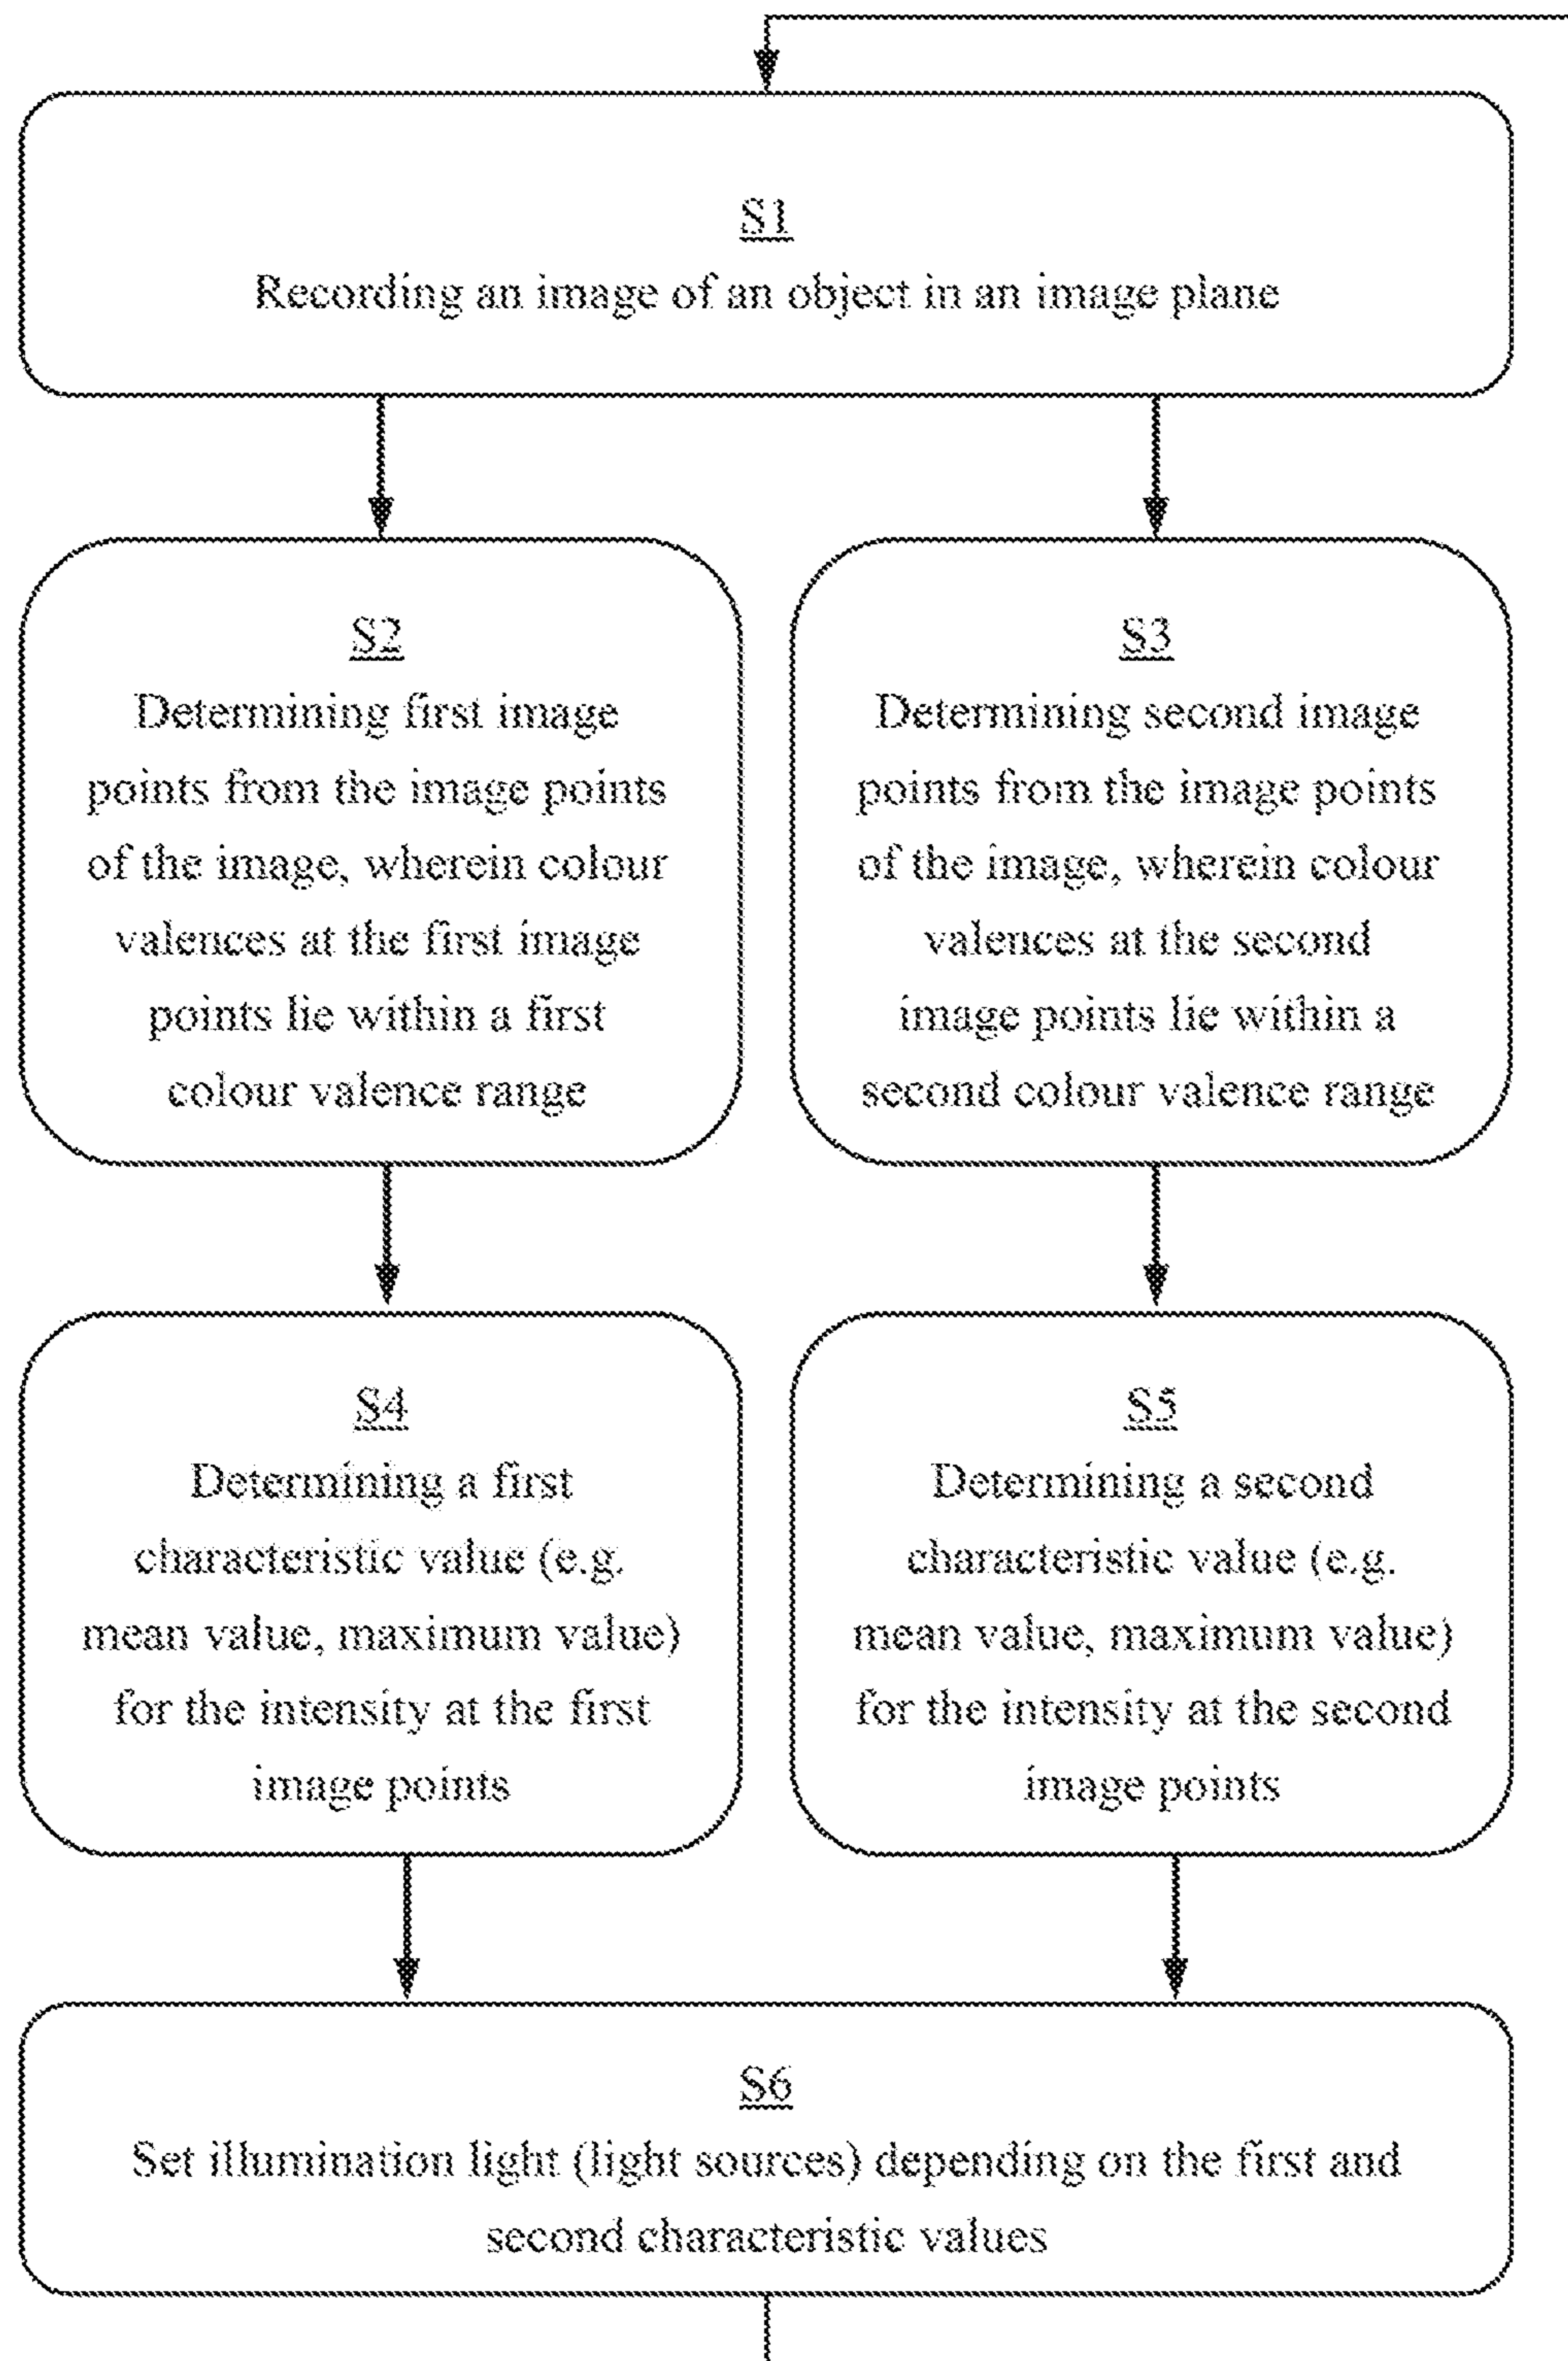 S1
Recording an image of an object in an image plane
S2
Determining first image
points from the image points
of the image, wherein colour
valences at the first image
points lie within a first
colour valence range
S3
Determining second image
points from the image points
of the image, wherein colour
valences at the second
image points lie within a
second colour valence range
S4
Determining a first
characteristic value (e.g.
mean value, maximum value)
for the intensity at the first
image points
S5
Determining a second
characteristic value (e.g.
mean value, maximum value)
for the intensity at the second
image points
S6
Set illumination light (light sources) depending on the first and
second characteristic values